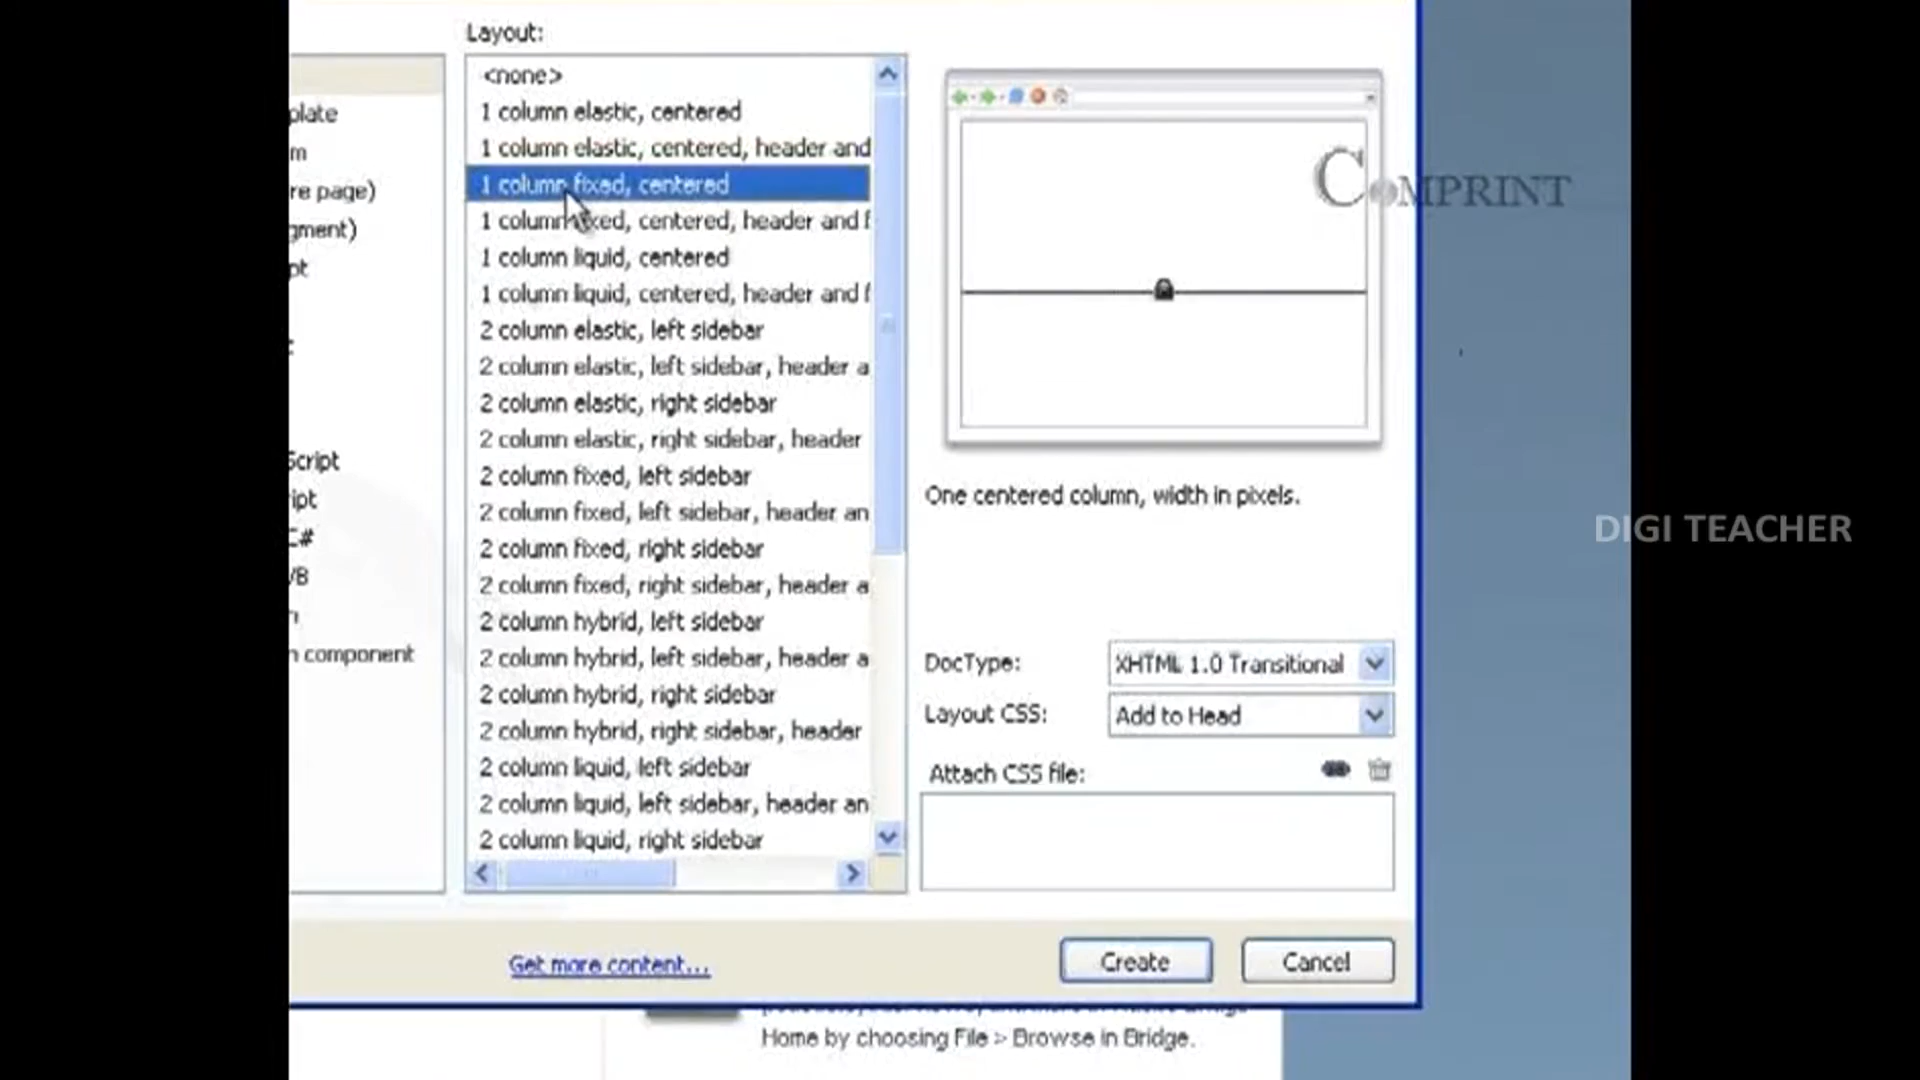 Layout:
<none>
1 column elastic, centered
1 column elastic, centered, header and
1 column fixed, centered
1 column fixed, centered, header and f
1 column liquid, centered
1 column liquid, centered, header and f
2 column elastic, left sidebar
2 column elastic, left sidebar, header a
2 column elastic, right sidebar
2 column elastic, right sidebar, header
2 column fixed, left sidebar
2 column fixed, left sidebar, header an
2 column fixed, right sidebar
2 column fixed, right sidebar, header a
2 column hybrid, left sidebar
2 column hybrid, left sidebar, header a
2 column hybrid, right sidebar
2 column hybrid, right sidebar, header
2 column liquid, left sidebar
2 column liquid, left sidebar, header an
2 column liquid, right sidebar
plate
m
re page)
gment)
pt
Script
ipt
C#
VB
n component
COMPRINT
One centered column, width in pixels.
DIGI TEACHER
DocType: XHTML 1.0 Transitional
Layout CSS: Add to Head
Attach CSS file:
Get more content...
Create
Cancel
Home by choosing File > Browse in Bridge.